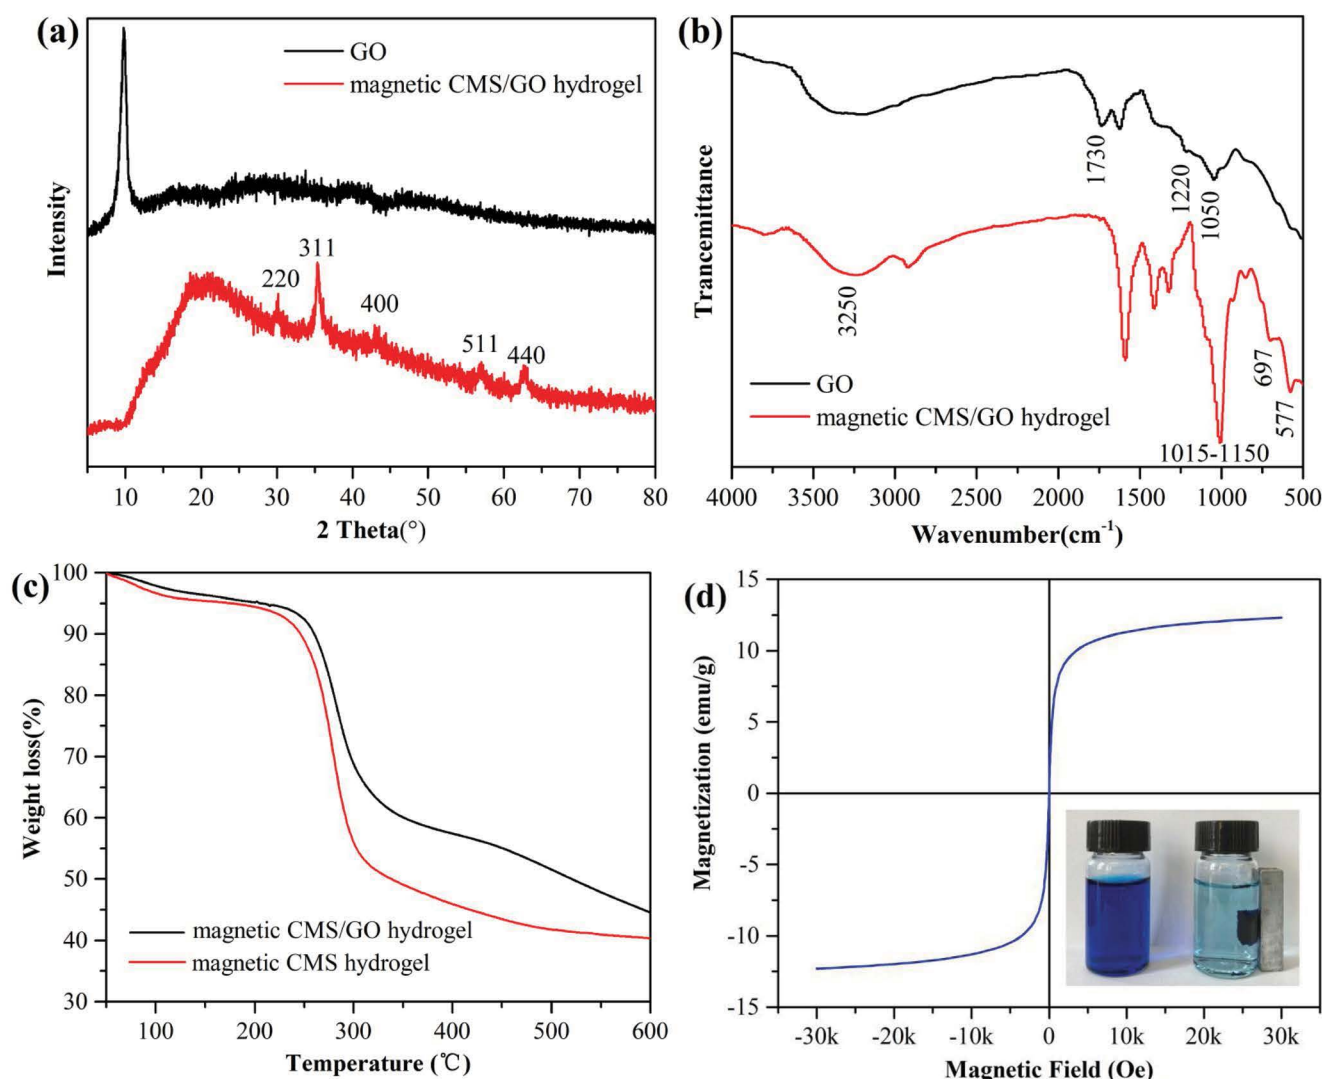 (a)
GO
magnetic CMS/GO hydrogel
220
311
400
511
440
Intensity
10 20 30 40 50 60 70 80
2 Theta(°)
(b)
1730
1220
1050
3250
697
577
1015-1150
GO
magnetic CMS/GO hydrogel
Trancemittance
4000 3500 3000 2500 2000 1500 1000 500
Wavenumber(cm-1)
(c)
100
90
80
70
60
50
40
30
Weight loss(%)
magnetic CMS/GO hydrogel
magnetic CMS hydrogel
100 200 300 400 500 600
Temperature (℃)
(d)
15
10
5
0
-5
-10
-15
Magnetization (emu/g)
-30k -20k -10k 0 10k 20k 30k
Magnetic Field (Oe)